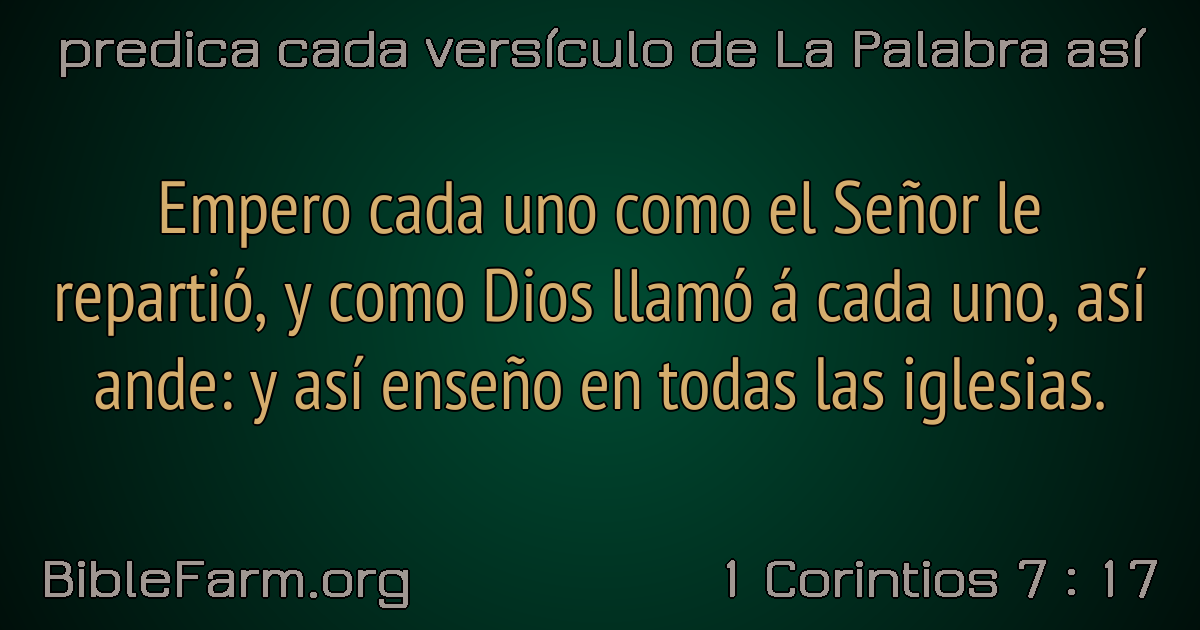 predica cada versículo de La Palabra así
Empero cada uno como el Señor le
repartió, y como Dios llamó á cada uno, así
ande: y así enseño en todas las iglesias.
BibleFarm.org
1 Corintios 7 : 17